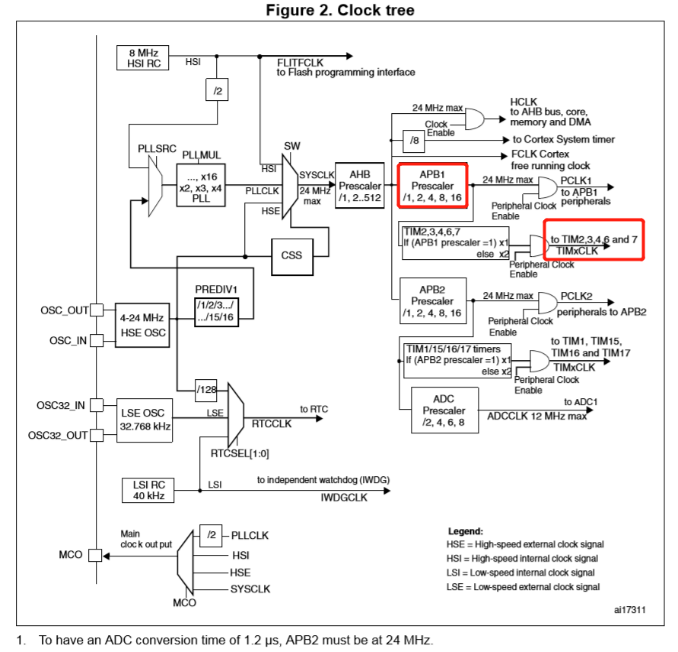 Figure 2. Clock tree
8 MHz
HSI RC
HSI
FLITFCLK
to Flash programming interface
/2
24 MHz max
HCLK
to AHB bus, core,
memory and DMA
Clock
Enable
/8
to Cortex System timer
FCLK Cortex
free running clock
PLLSRC
PLLMUL
..., x16
x2, x3, x4
PLL
SW
HSI
PLLCLK
HSE
SYSCLK
24 MHz
max
AHB
Prescaler
/1, 2..512
APB1
Prescaler
/1, 2, 4, 8, 16
24 MHz max
PCLK1
to APB1
peripherals
Peripheral Clock
Enable
TIM2,3,4,6,7
If (APB1 prescaler =1) x1
else x2
to TIM2,3,4,6 and 7
TIMxCLK
Peripheral Clock
Enable
CSS
PREDIV1
/1/2/3.../
.../15/16
OSC_OUT
OSC_IN
4-24 MHz
HSE OSC
APB2
Prescaler
/1, 2, 4, 8, 16
24 MHz max
PCLK2
peripherals to APB2
Peripheral Clock
Enable
TIM1/15/16/17 timers
If (APB2 prescaler =1) x1
else x2
to TIM1, TIM15,
TIM16 and TIM17
TIMxCLK
Peripheral Clock
Enable
/128
OSC32_IN
OSC32_OUT
LSE OSC
32.768 kHz
LSE
to RTC
RTCCLK
RTCSEL[1:0]
ADC
Prescaler
/2, 4, 6, 8
to ADC1
ADCCLK 12 MHz max
LSI RC
40 kHz
LSI
to independent watchdog (IWDG)
IWDGCLK
MCO
Main
clock out put
/2
PLLCLK
HSI
HSE
SYSCLK
MCO
Legend:
HSE = High-speed external clock signal
HSI = High-speed internal clock signal
LSI = Low-speed internal clock signal
LSE = Low-speed external clock signal
ai17311
1. To have an ADC conversion time of 1.2 µs, APB2 must be at 24 MHz.